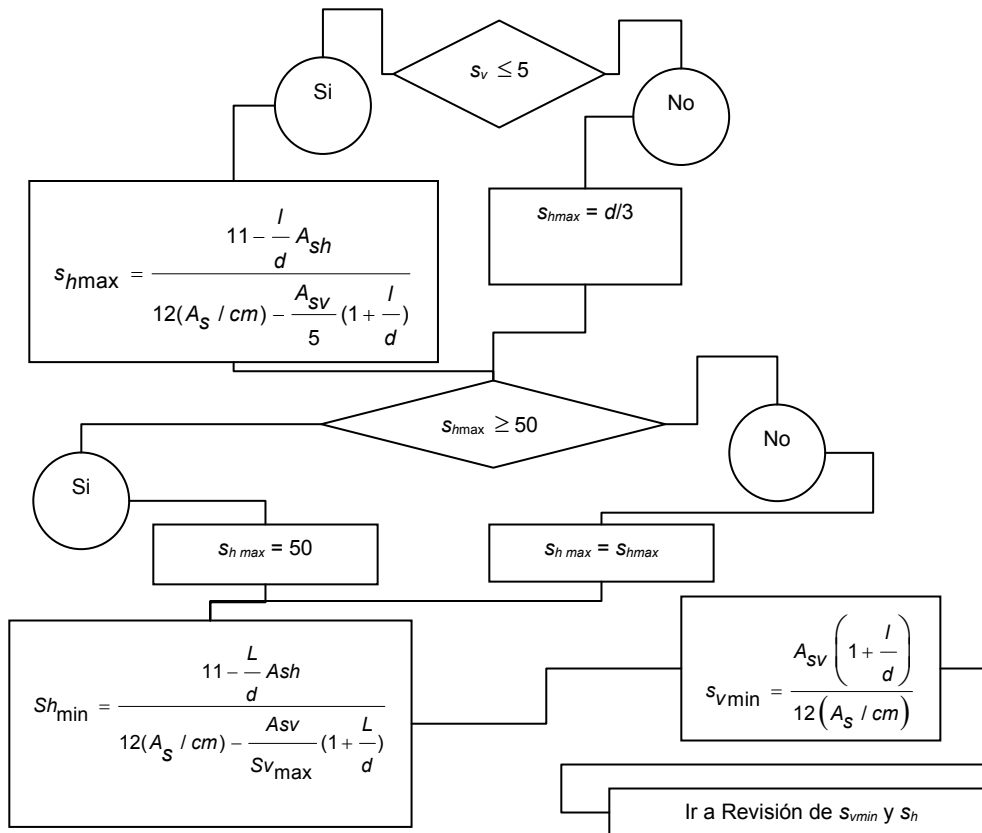 s_v ≤ 5
Si
No
s_hmax = d/3
s_hmax = (11 − (l/d) A_sh) / (12(A_s / cm) − (A_sv/5)(1 + l/d))
s_hmax ≥ 50
Si
No
s_h max = 50
s_h max = s_hmax
Sh_min = (11 − (L/d) Ash) / (12(A_s / cm) − (Asv/Sv_max)(1 + L/d))
s_vmin = A_sv (1 + l/d) / 12(A_s / cm)
Ir a Revisión de s_vmin y s_h